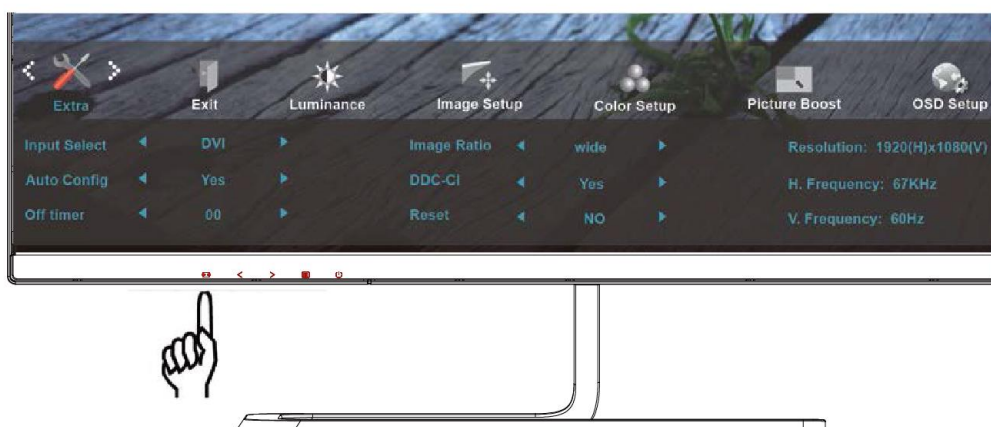 Extra Exit Luminance Image Setup Color Setup Picture Boost OSD Setup
Input Select DVI Image Ratio wide Resolution: 1920(H)x1080(V)
Auto Config Yes DDC-CI Yes H. Frequency: 67KHz
Off timer 00 Reset NO V. Frequency: 60Hz